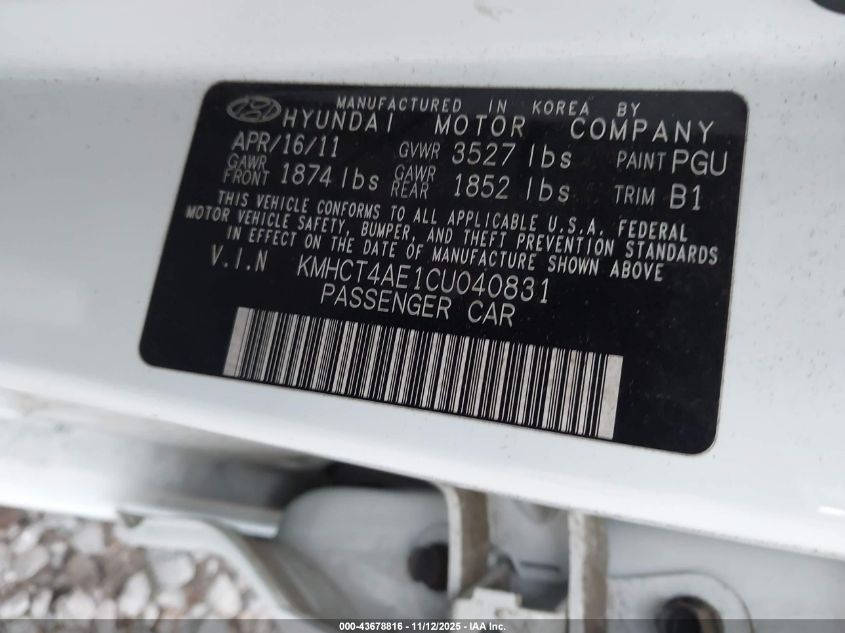 MANUFACTURED IN KOREA BY
HYUNDAI MOTOR COMPANY
APR/16/11 GVWR 3527 lbs PAINT PGU
GAWR FRONT 1874 lbs GAWR REAR 1852 lbs TRIM B1
THIS VEHICLE CONFORMS TO ALL APPLICABLE U.S.A. FEDERAL
MOTOR VEHICLE SAFETY, BUMPER, AND THEFT PREVENTION STANDARDS
IN EFFECT ON THE DATE OF MANUFACTURE SHOWN ABOVE
V.I.N KMHCT4AE1CU040831
PASSENGER CAR
000-43678816 - 11/12/2025 - IAA Inc.